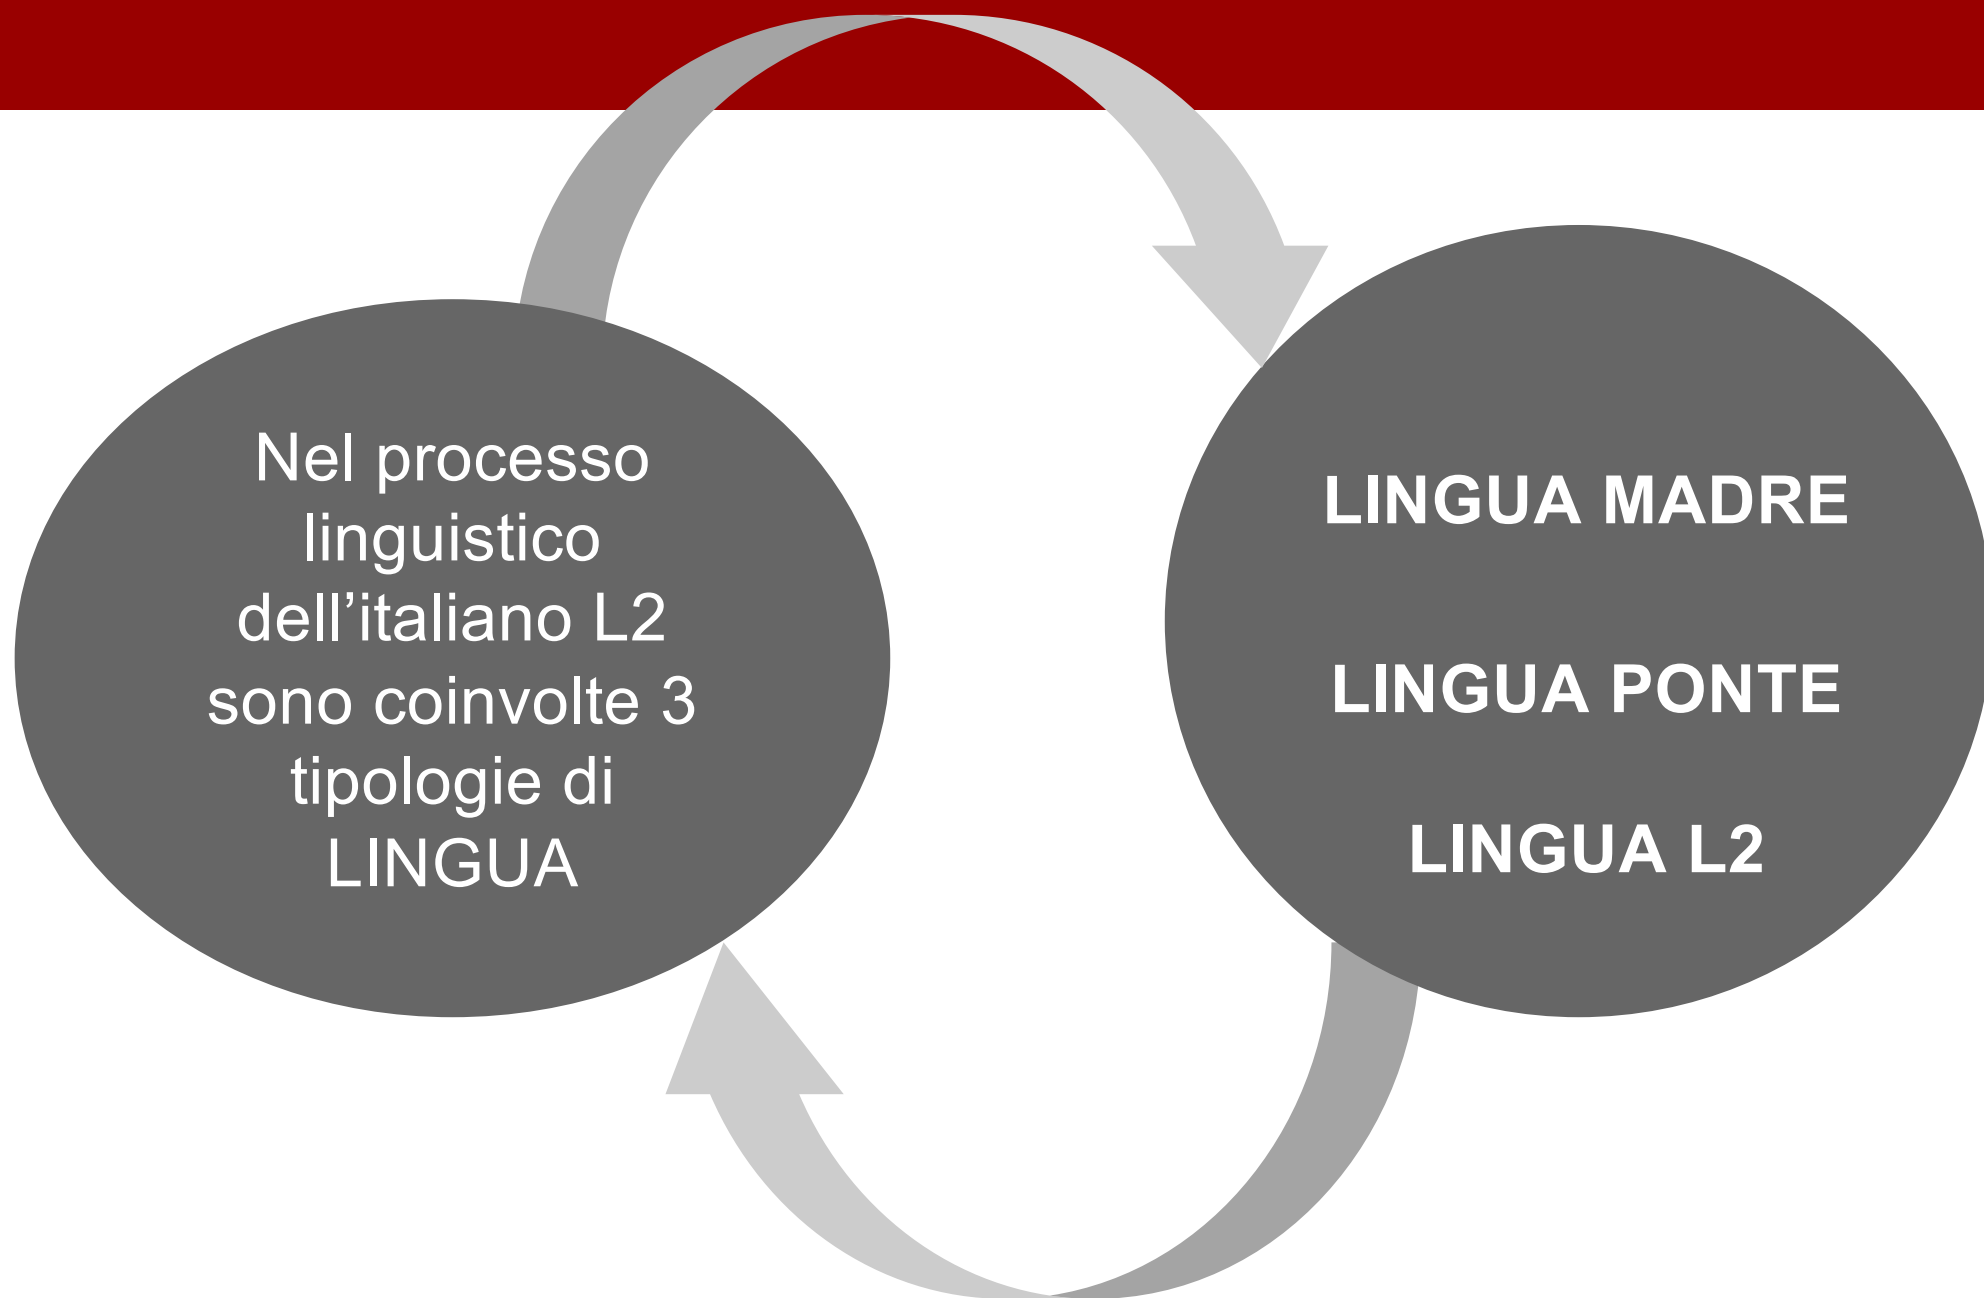 Nel processo
linguistico
dell’italiano L2
sono coinvolte 3
tipologie di
LINGUA
LINGUA MADRE
LINGUA PONTE
LINGUA L2